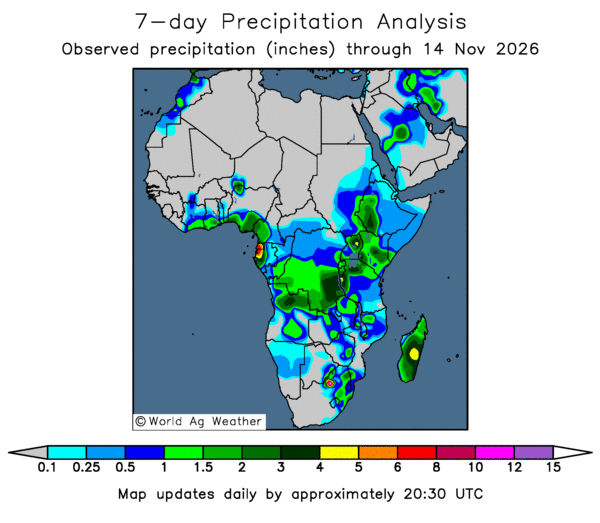 7-day Precipitation Analysis
Observed precipitation (inches) through 14 Nov 2026
© World Ag Weather
0.1 0.25 0.5 1 1.5 2 3 4 5 6 8 10 12 15
Map updates daily by approximately 20:30 UTC